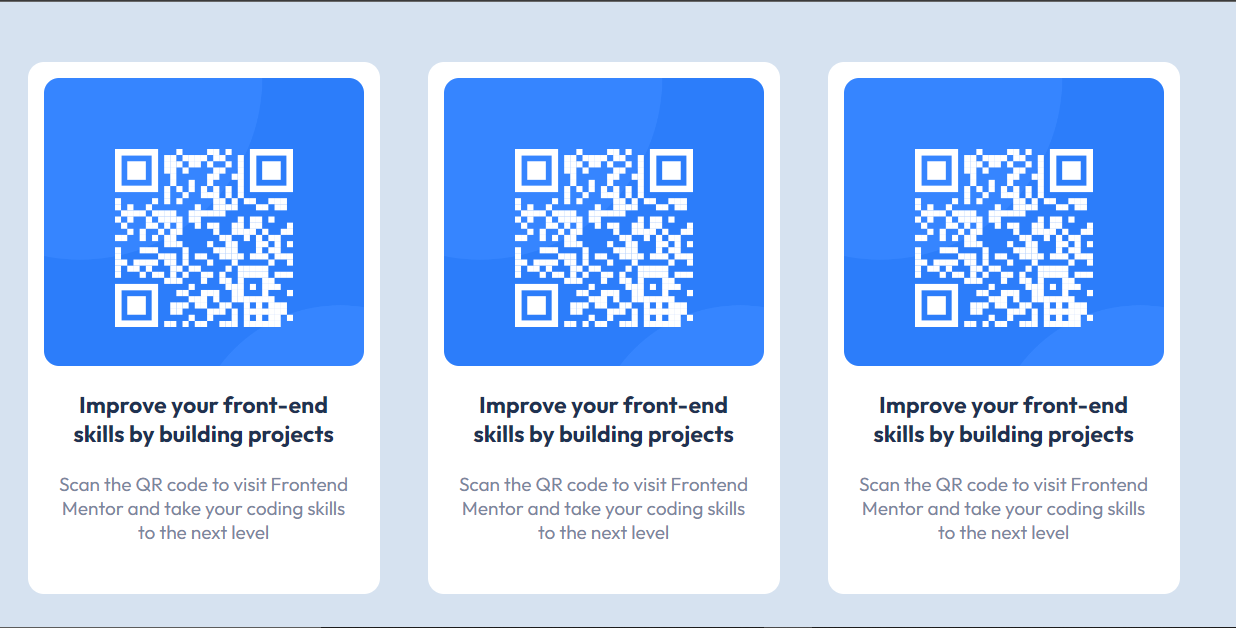 Improve your front-end
skills by building projects
Scan the QR code to visit Frontend
Mentor and take your coding skills
to the next level
Improve your front-end
skills by building projects
Scan the QR code to visit Frontend
Mentor and take your coding skills
to the next level
Improve your front-end
skills by building projects
Scan the QR code to visit Frontend
Mentor and take your coding skills
to the next level